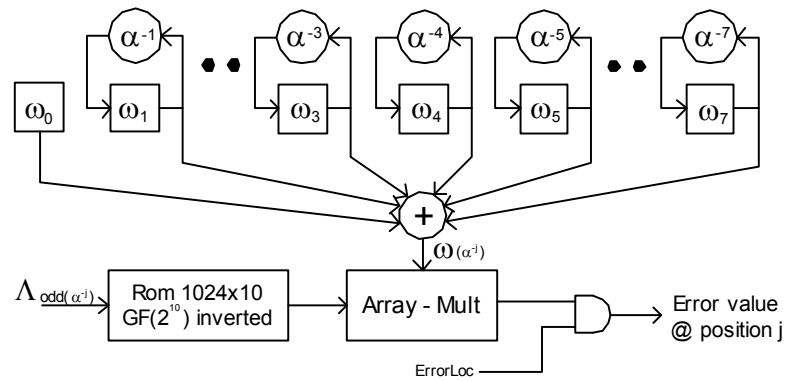 α⁻¹ α⁻³ α⁻⁴ α⁻⁵ α⁻⁷
ω₀ ω₁ ω₃ ω₄ ω₅ ω₇
+
ω(α⁻ʲ)
Λodd(α⁻ʲ)
Rom 1024x10
GF(2¹⁰) inverted
Array - Mult
Error value
@ position j
ErrorLoc